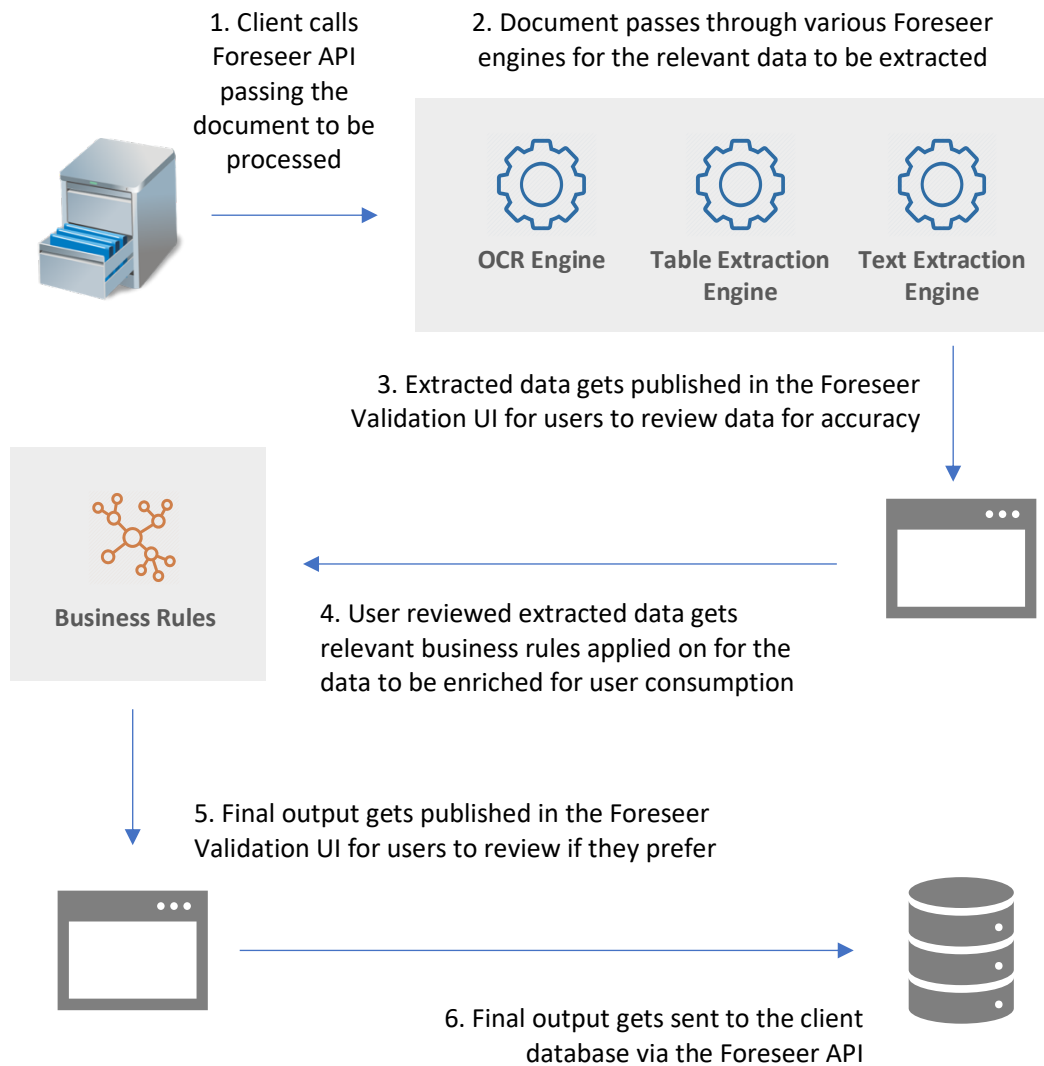 1. Client calls
Foreseer API
passing the
document to be
processed
2. Document passes through various Foreseer
engines for the relevant data to be extracted
OCR Engine
Table Extraction
Engine
Text Extraction
Engine
3. Extracted data gets published in the Foreseer
Validation UI for users to review data for accuracy
Business Rules
4. User reviewed extracted data gets
relevant business rules applied on for the
data to be enriched for user consumption
5. Final output gets published in the Foreseer
Validation UI for users to review if they prefer
6. Final output gets sent to the client
database via the Foreseer API